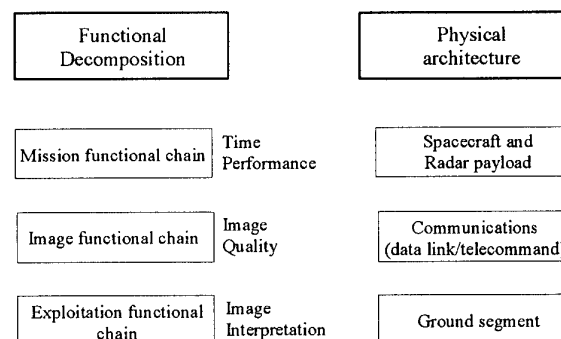 Functional
Decomposition
Physical
architecture
Mission functional chain
Time
Performance
Spacecraft and
Radar payload
Image functional chain
Image
Quality
Communications
(data link/telecommand)
Exploitation functional
chain
Image
Interpretation
Ground segment